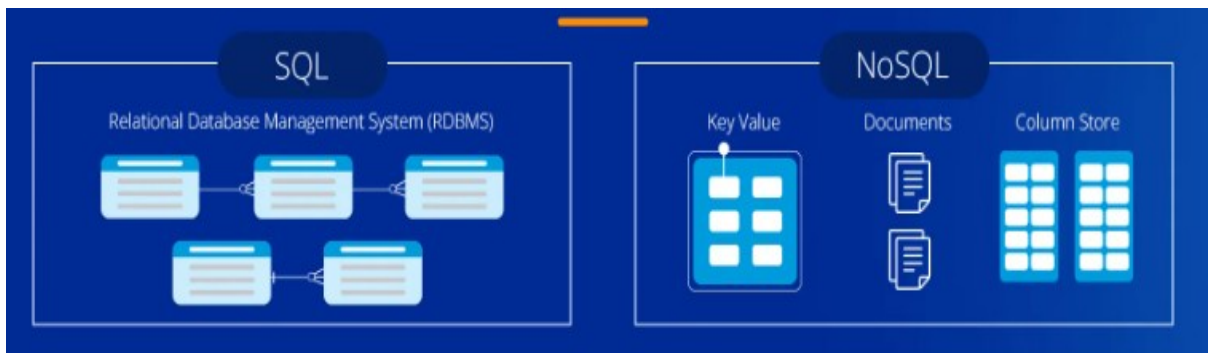 SQL
Relational Database Management System (RDBMS)
NoSQL
Key Value
Documents
Column Store